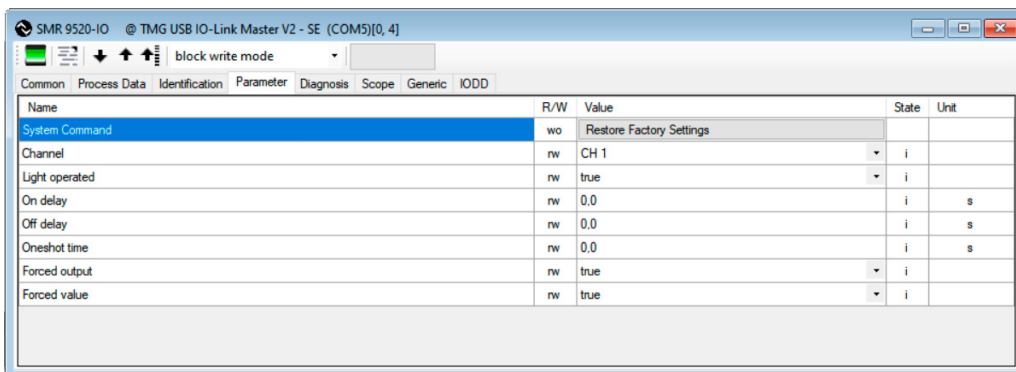 SMR 9520-IO @ TMG USB IO-Link Master V2 - SE (COM5)[0, 4]
block write mode
Common Process Data Identification Parameter Diagnosis Scope Generic IODD
Name R/W Value State Unit
System Command wo Restore Factory Settings
Channel rw CH 1 i
Light operated rw true i
On delay rw 0,0 i s
Off delay rw 0,0 i s
Oneshot time rw 0,0 i s
Forced output rw true i
Forced value rw true i